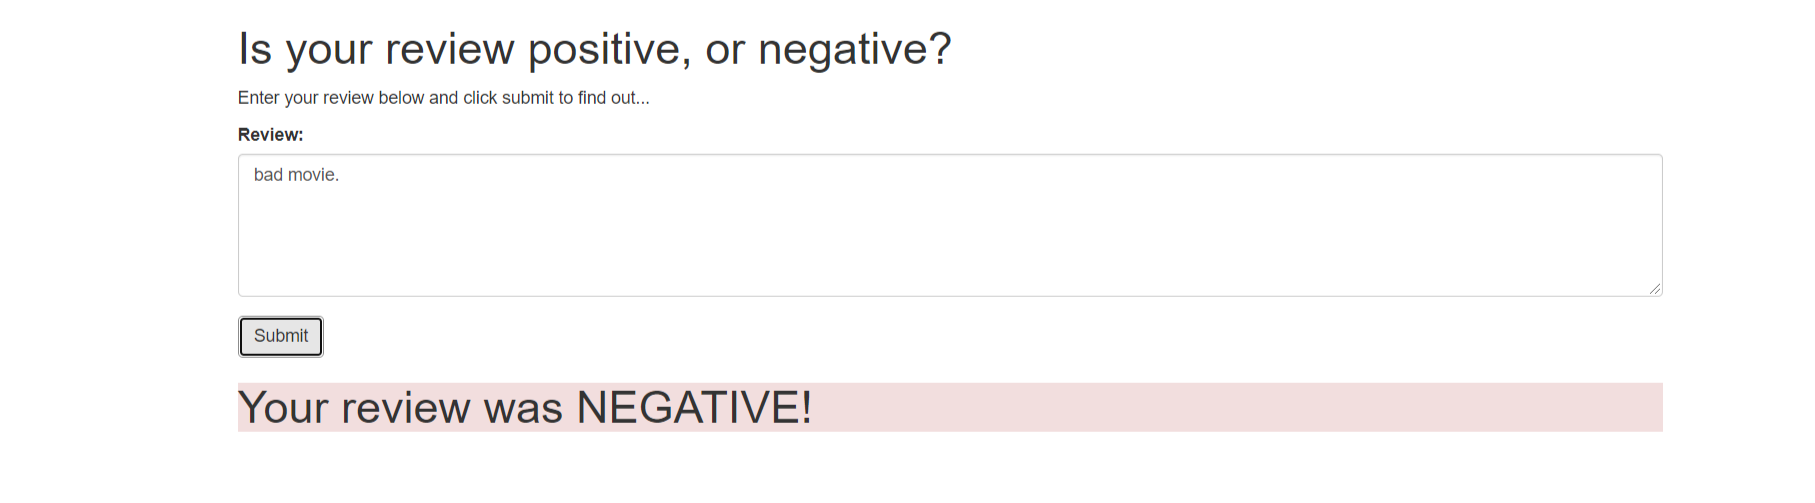 Is your review positive, or negative?
Enter your review below and click submit to find out...
Review:
bad movie.
Submit
Your review was NEGATIVE!